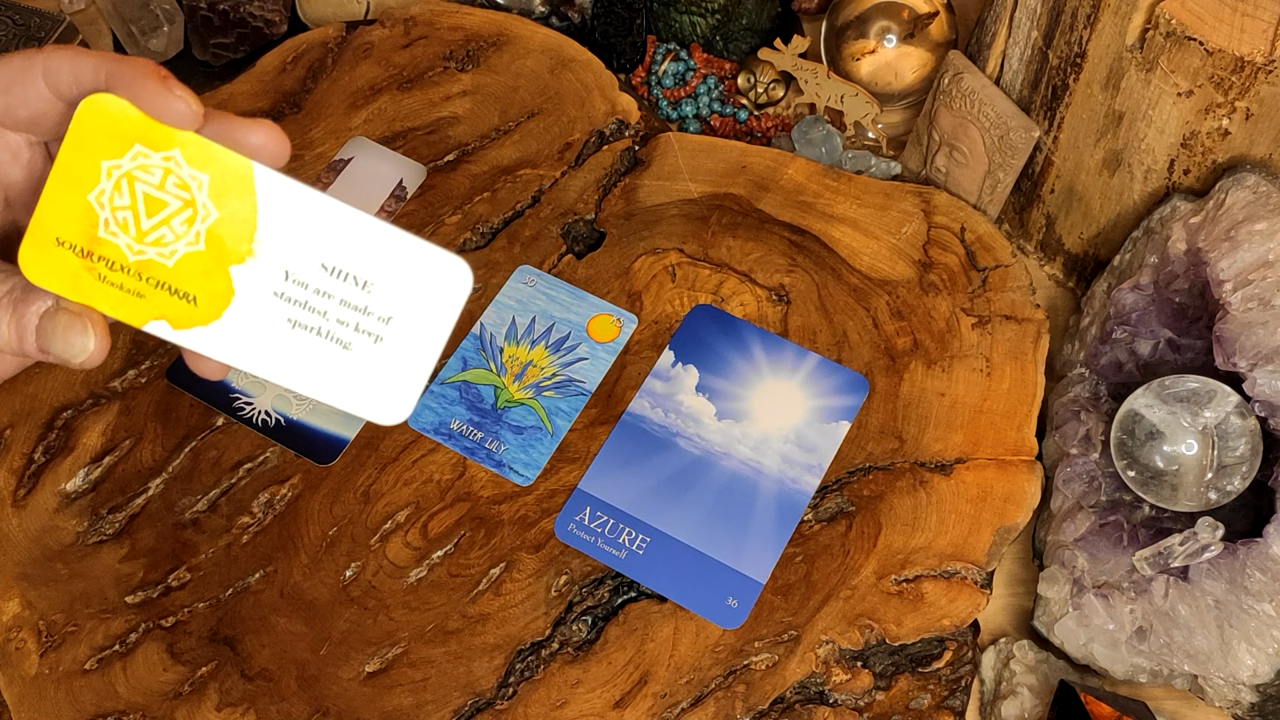 SOLAR PLEXUS CHAKRA
Mookaite
SHINE
You are made of
stardust, so keep
sparkling.
30
WATER LILY
AZURE
Protect Yourself
36